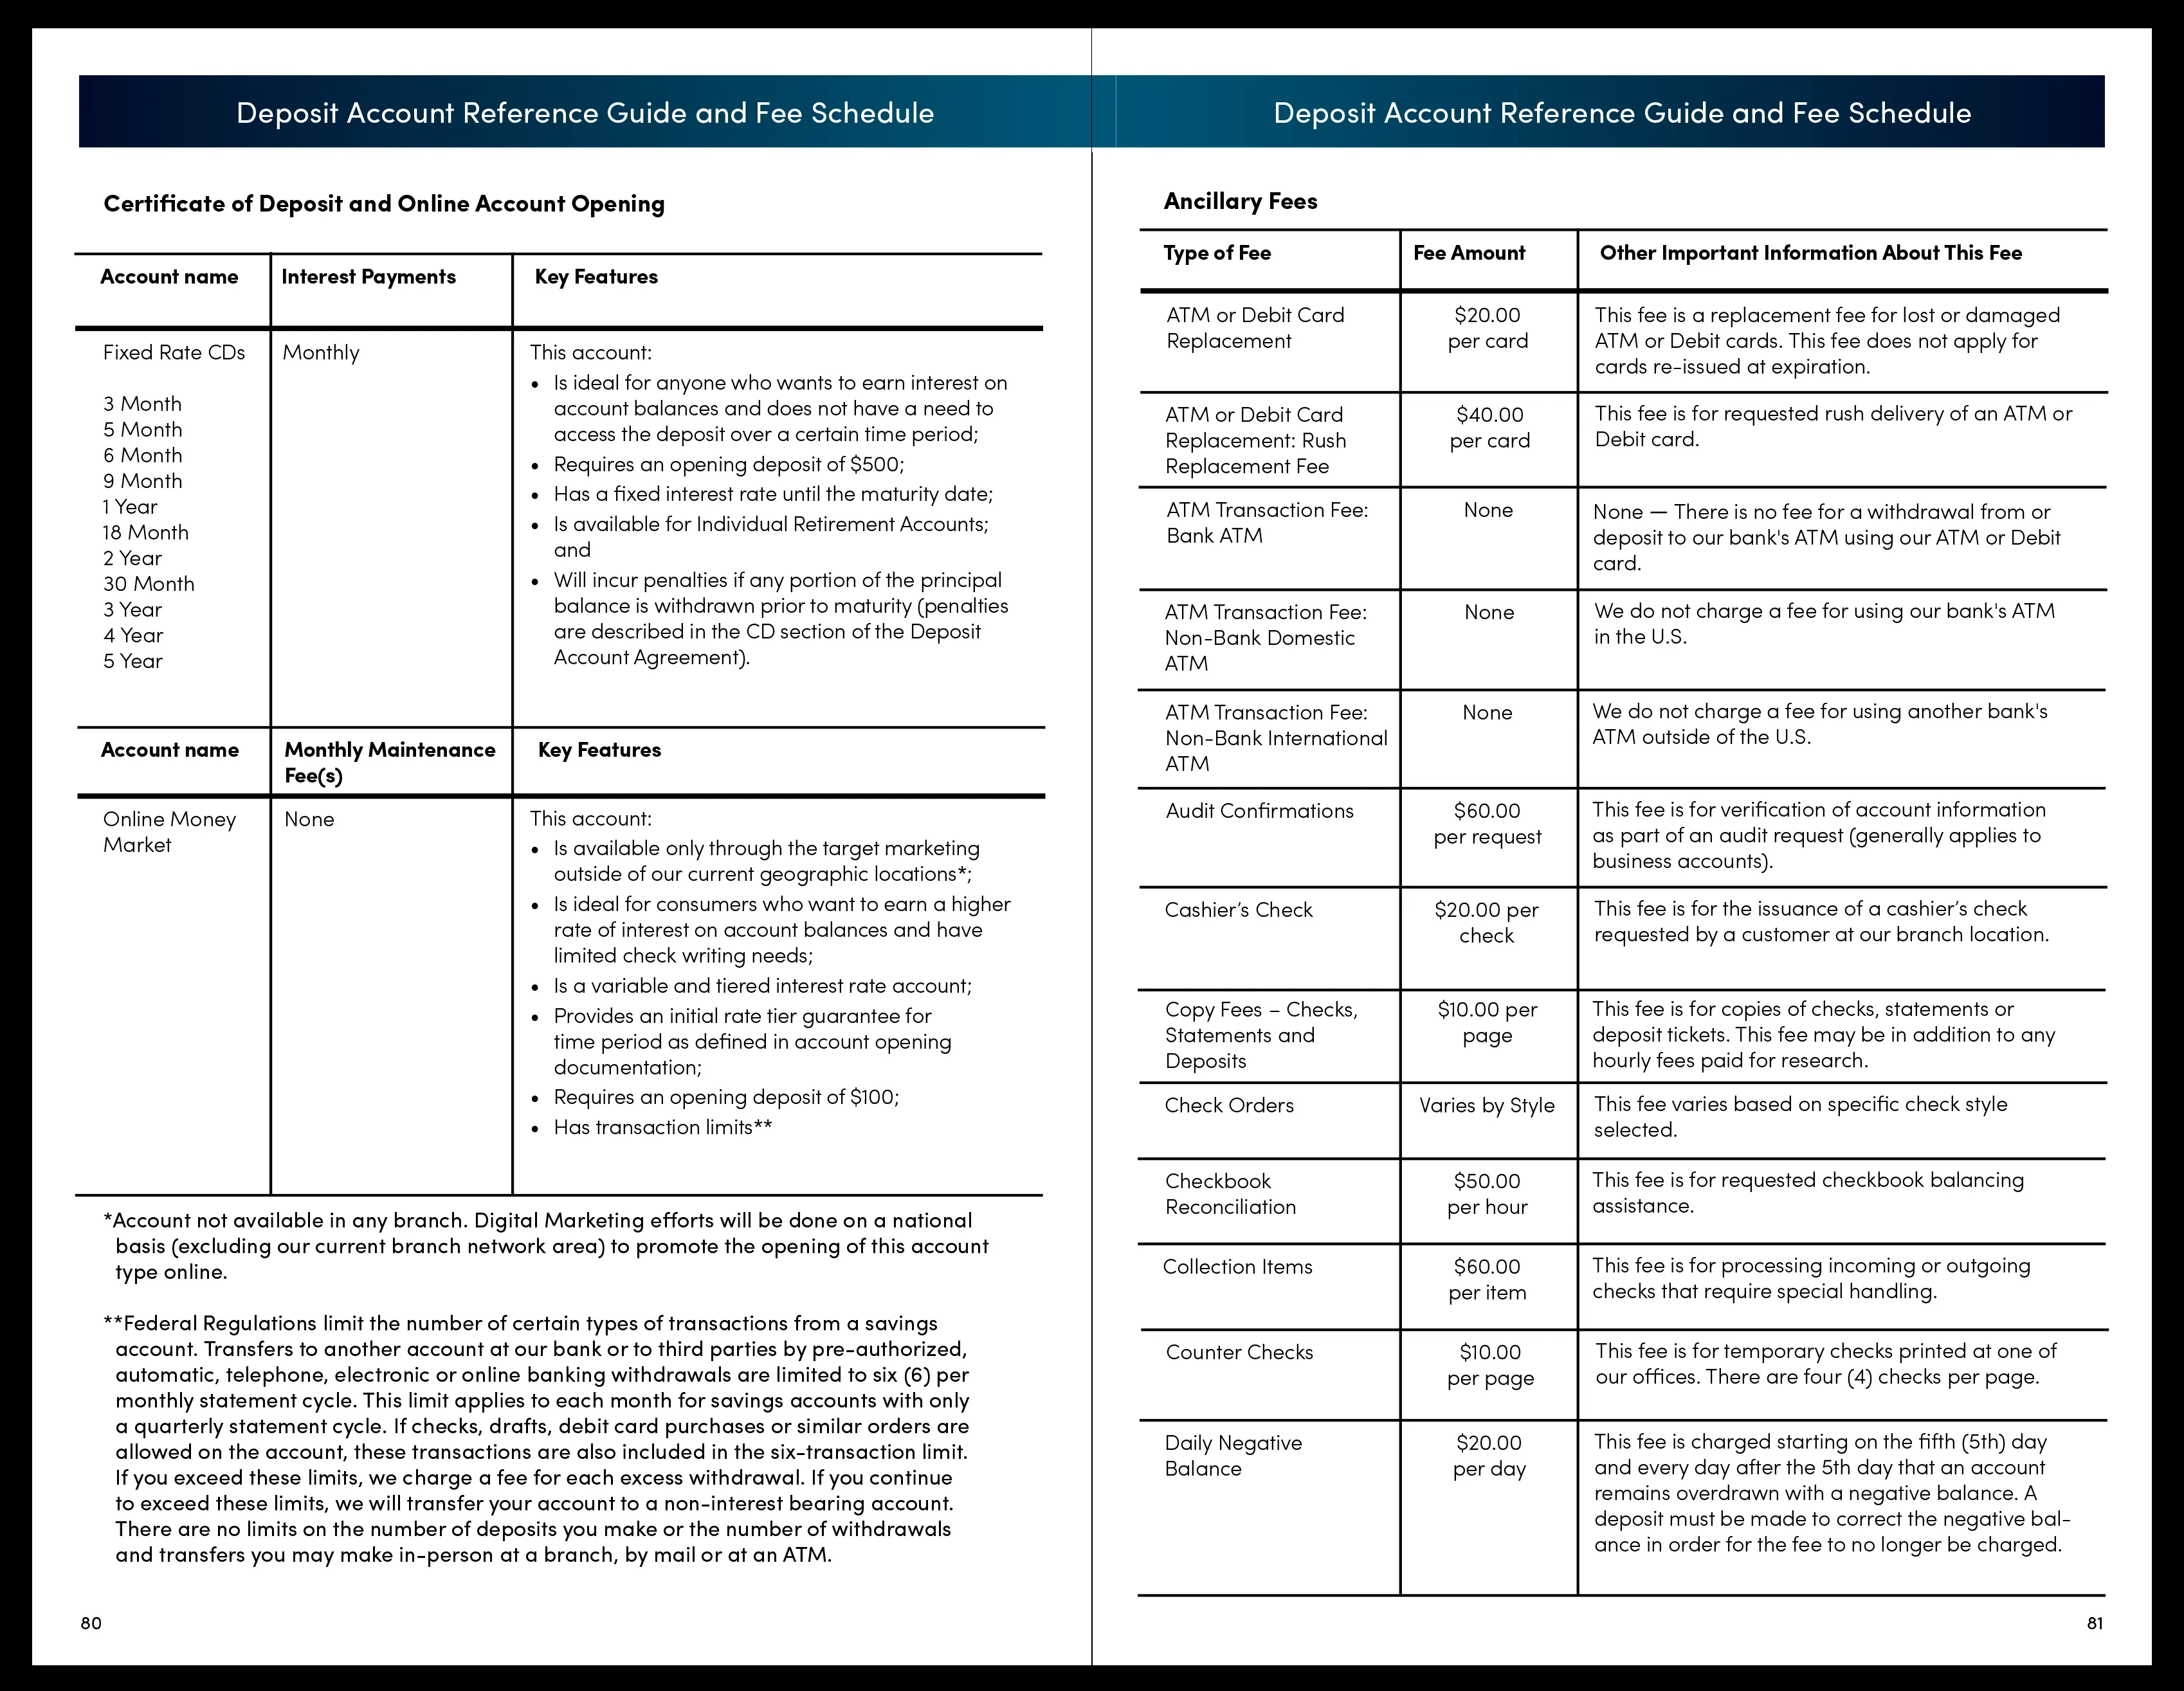 Deposit Account Reference Guide and Fee Schedule
Certificate of Deposit and Online Account Opening
Account name
Interest Payments
Key Features
Fixed Rate CDs
3 Month
5 Month
6 Month
9 Month
1 Year
18 Month
2 Year
30 Month
3 Year
4 Year
5 Year
Monthly
This account:
• Is ideal for anyone who wants to earn interest on
account balances and does not have a need to
access the deposit over a certain time period;
• Requires an opening deposit of $500;
• Has a fixed interest rate until the maturity date;
• Is available for Individual Retirement Accounts;
and
• Will incur penalties if any portion of the principal
balance is withdrawn prior to maturity (penalties
are described in the CD section of the Deposit
Account Agreement).
Account name
Monthly Maintenance
Fee(s)
Key Features
Online Money
Market
None
This account:
• Is available only through the target marketing
outside of our current geographic locations*;
• Is ideal for consumers who want to earn a higher
rate of interest on account balances and have
limited check writing needs;
• Is a variable and tiered interest rate account;
• Provides an initial rate tier guarantee for
time period as defined in account opening
documentation;
• Requires an opening deposit of $100;
• Has transaction limits**
*Account not available in any branch. Digital Marketing efforts will be done on a national
basis (excluding our current branch network area) to promote the opening of this account
type online.
**Federal Regulations limit the number of certain types of transactions from a savings
account. Transfers to another account at our bank or to third parties by pre-authorized,
automatic, telephone, electronic or online banking withdrawals are limited to six (6) per
monthly statement cycle. This limit applies to each month for savings accounts with only
a quarterly statement cycle. If checks, drafts, debit card purchases or similar orders are
allowed on the account, these transactions are also included in the six-transaction limit.
If you exceed these limits, we charge a fee for each excess withdrawal. If you continue
to exceed these limits, we will transfer your account to a non-interest bearing account.
There are no limits on the number of deposits you make or the number of withdrawals
and transfers you may make in-person at a branch, by mail or at an ATM.
80
Deposit Account Reference Guide and Fee Schedule
Ancillary Fees
Type of Fee
Fee Amount
Other Important Information About This Fee
ATM or Debit Card
Replacement
$20.00
per card
This fee is a replacement fee for lost or damaged
ATM or Debit cards. This fee does not apply for
cards re-issued at expiration.
ATM or Debit Card
Replacement: Rush
Replacement Fee
$40.00
per card
This fee is for requested rush delivery of an ATM or
Debit card.
ATM Transaction Fee:
Bank ATM
None
None — There is no fee for a withdrawal from or
deposit to our bank's ATM using our ATM or Debit
card.
ATM Transaction Fee:
Non-Bank Domestic
ATM
None
We do not charge a fee for using our bank's ATM
in the U.S.
ATM Transaction Fee:
Non-Bank International
ATM
None
We do not charge a fee for using another bank's
ATM outside of the U.S.
Audit Confirmations
$60.00
per request
This fee is for verification of account information
as part of an audit request (generally applies to
business accounts).
Cashier’s Check
$20.00 per
check
This fee is for the issuance of a cashier’s check
requested by a customer at our branch location.
Copy Fees – Checks,
Statements and
Deposits
$10.00 per
page
This fee is for copies of checks, statements or
deposit tickets. This fee may be in addition to any
hourly fees paid for research.
Check Orders
Varies by Style
This fee varies based on specific check style
selected.
Checkbook
Reconciliation
$50.00
per hour
This fee is for requested checkbook balancing
assistance.
Collection Items
$60.00
per item
This fee is for processing incoming or outgoing
checks that require special handling.
Counter Checks
$10.00
per page
This fee is for temporary checks printed at one of
our offices. There are four (4) checks per page.
Daily Negative
Balance
$20.00
per day
This fee is charged starting on the fifth (5th) day
and every day after the 5th day that an account
remains overdrawn with a negative balance. A
deposit must be made to correct the negative bal-
ance in order for the fee to no longer be charged.
81